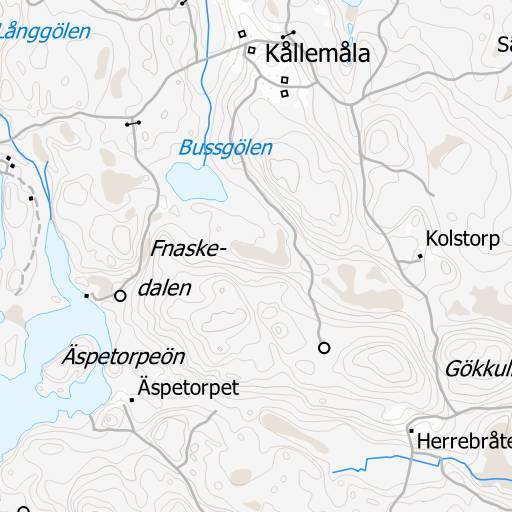 Långgölen
Kållemåla
Bussgölen
Kolstorp
Fnaske-
dalen
Äspetorpeön
Äspetorpet
Herrebråte